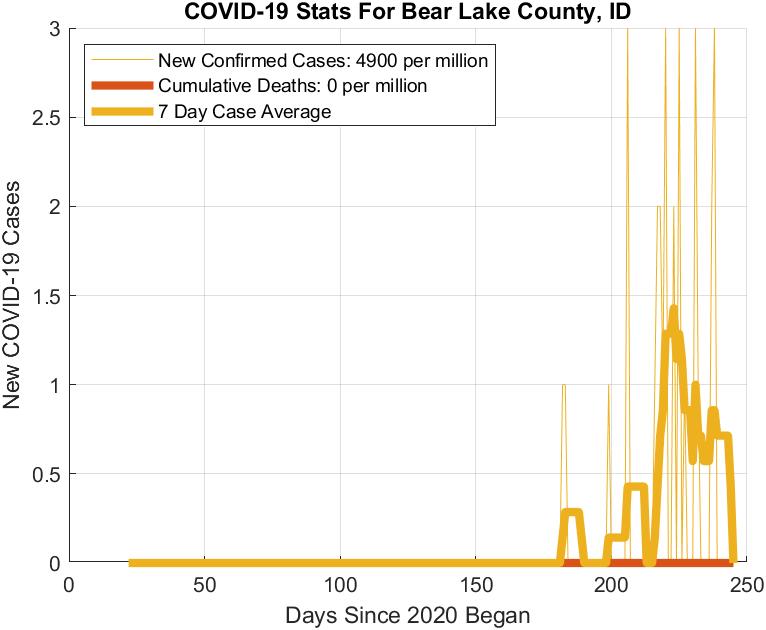 COVID-19 Stats For Bear Lake County, ID
3
New Confirmed Cases: 4900 per million
Cumulative Deaths: 0 per million
7 Day Case Average
2.5
2
1.5
1
0.5
0
New COVID-19 Cases
0 50 100 150 200 250
Days Since 2020 Began